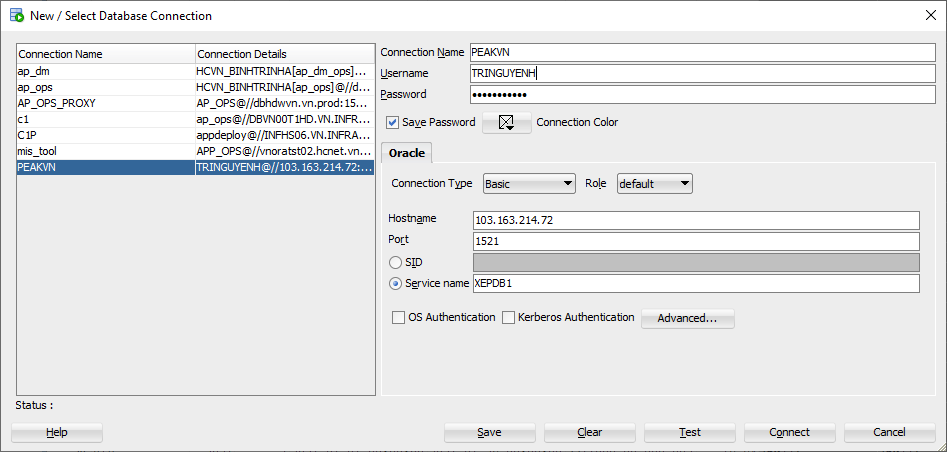 New / Select Database Connection
Connection Name Connection Details
ap_dm HCVN_BINHTRINHA[ap_dm_ops]...
ap_ops HCVN_BINHTRINHA[ap_ops]@//d...
AP_OPS_PROXY AP_OPS@//dbhdwvn.vn.prod:15...
c1 ap_ops@//DBVN00T1HD.VN.INFR...
C1P appdeploy@//INFHS06.VN.INFRA...
mis_tool APP_OPS@//vnoratst02.hcnet.vn...
PEAKVN TRINGUYENH@//103.163.214.72:...
Connection Name PEAKVN
Username TRINGUYENH
Password •••••••••••
Save Password Connection Color
Oracle
Connection Type Basic Role default
Hostname 103.163.214.72
Port 1521
SID
Service name XEPDB1
OS Authentication Kerberos Authentication Advanced...
Status :
Help Save Clear Test Connect Cancel